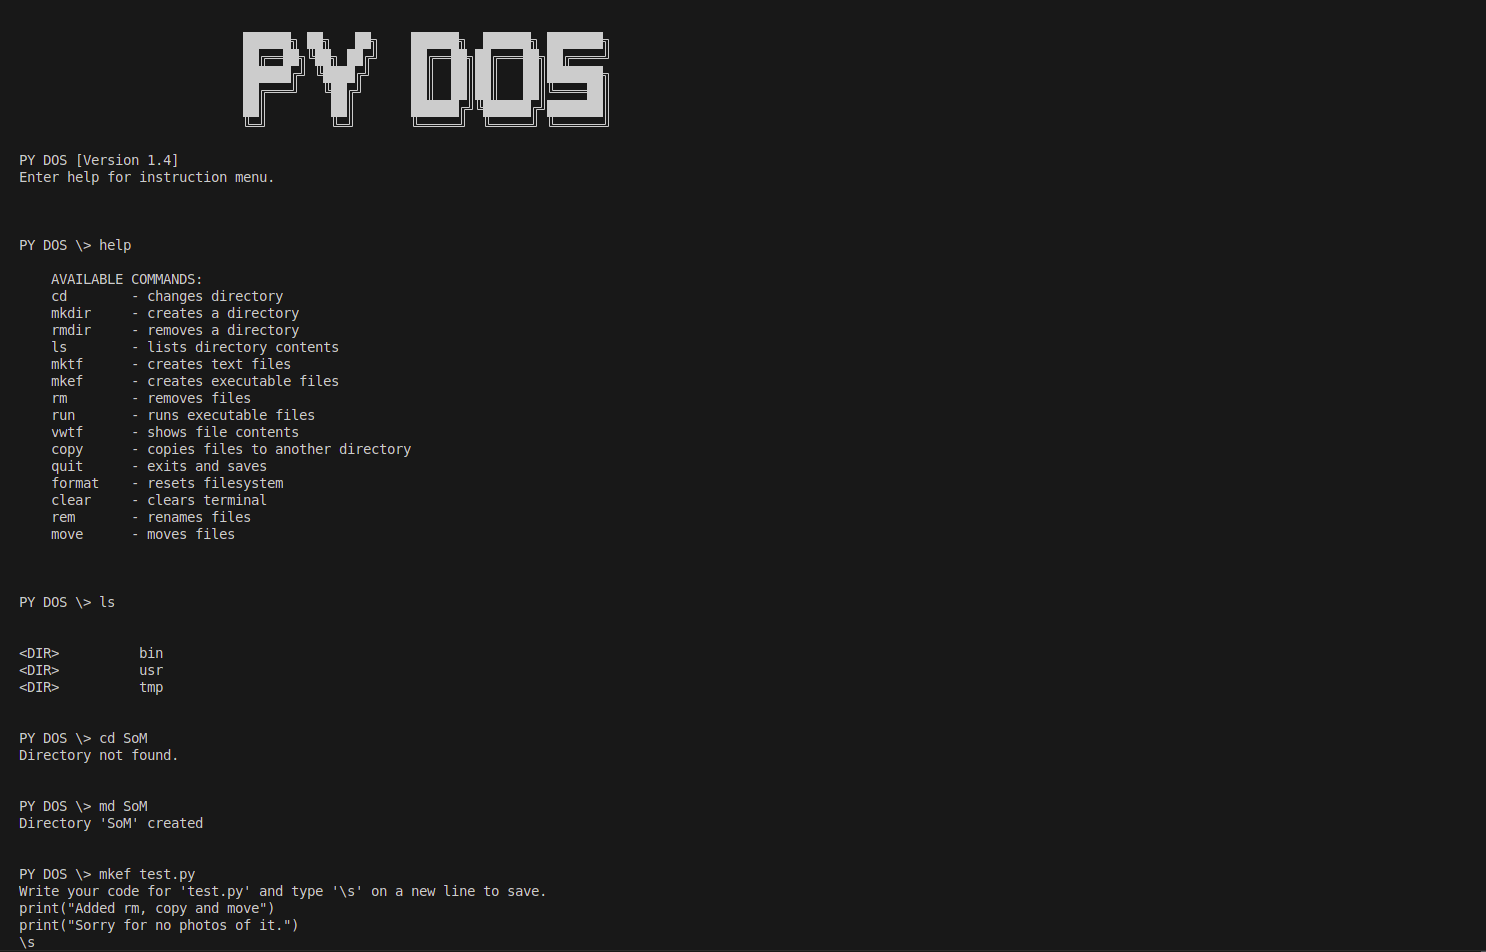 PY DOS
PY DOS [Version 1.4]
Enter help for instruction menu.
PY DOS \> help
AVAILABLE COMMANDS:
cd - changes directory
mkdir - creates a directory
rmdir - removes a directory
ls - lists directory contents
mktf - creates text files
mkef - creates executable files
rm - removes files
run - runs executable files
vwtf - shows file contents
copy - copies files to another directory
quit - exits and saves
format - resets filesystem
clear - clears terminal
rem - renames files
move - moves files
PY DOS \> ls
<DIR> bin
<DIR> usr
<DIR> tmp
PY DOS \> cd SoM
Directory not found.
PY DOS \> md SoM
Directory 'SoM' created
PY DOS \> mkef test.py
Write your code for 'test.py' and type '\s' on a new line to save.
print("Added rm, copy and move")
print("Sorry for no photos of it.")
\s